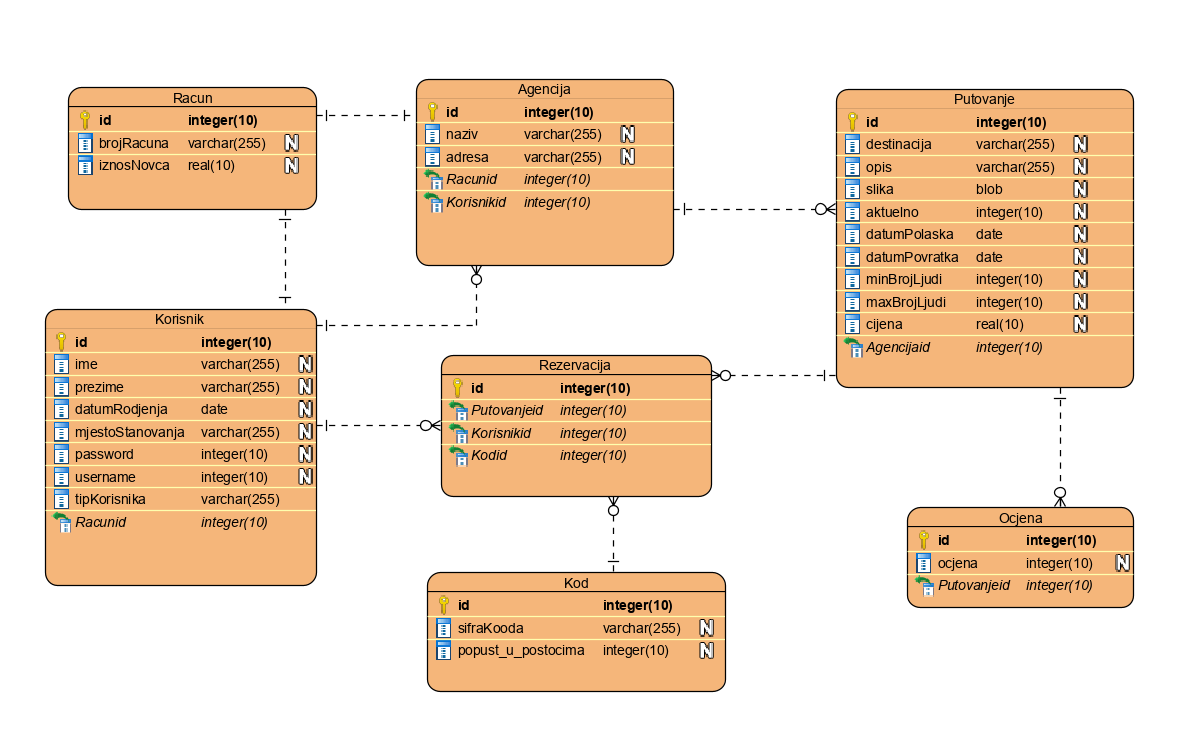 Racun
id integer(10)
brojRacuna varchar(255) N
iznosNovca real(10) N
Agencija
id integer(10)
naziv varchar(255) N
adresa varchar(255) N
Racunid integer(10)
Korisnikid integer(10)
Putovanje
id integer(10)
destinacija varchar(255) N
opis varchar(255) N
slika blob N
aktuelno integer(10) N
datumPolaska date N
datumPovratka date N
minBrojLjudi integer(10) N
maxBrojLjudi integer(10) N
cijena real(10) N
Agencijaid integer(10)
Korisnik
id integer(10)
ime varchar(255) N
prezime varchar(255) N
datumRodjenja date N
mjestoStanovanja varchar(255) N
password integer(10) N
username integer(10) N
tipKorisnika varchar(255)
Racunid integer(10)
Rezervacija
id integer(10)
Putovanjeid integer(10)
Korisnikid integer(10)
Kodid integer(10)
Ocjena
id integer(10)
ocjena integer(10) N
Putovanjeid integer(10)
Kod
id integer(10)
sifraKooda varchar(255) N
popust_u_postocima integer(10) N